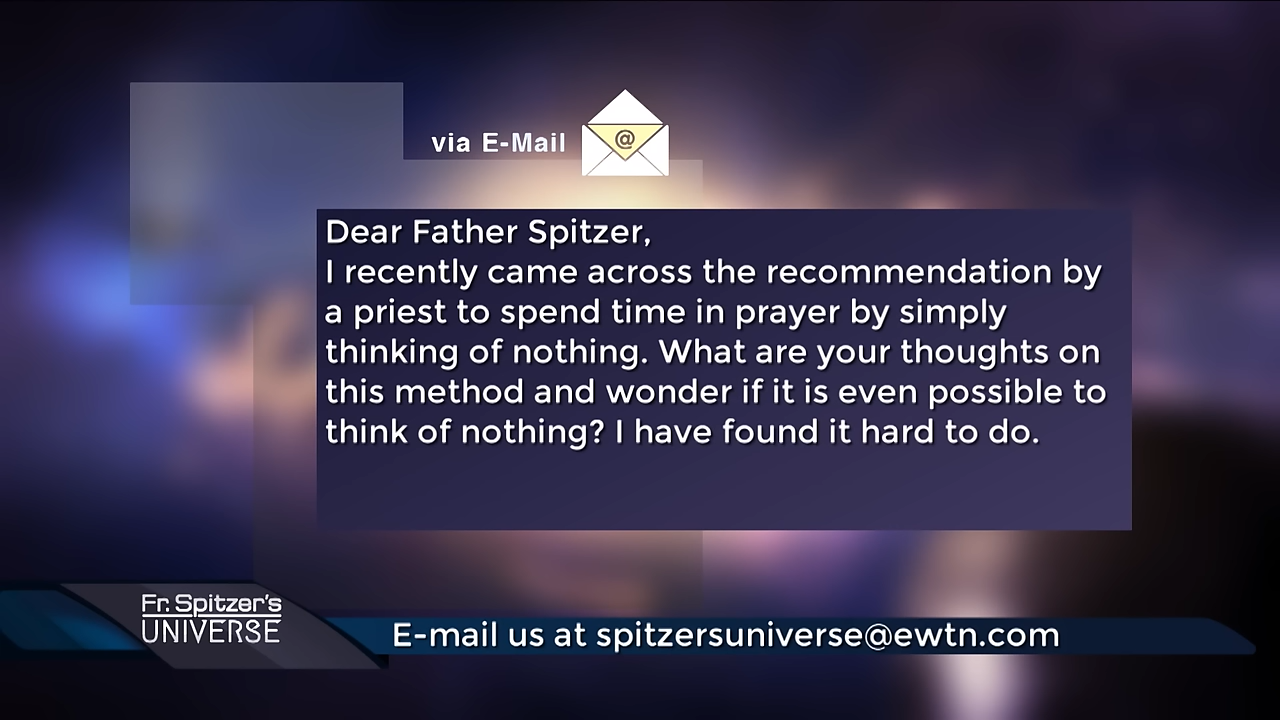 via E-Mail
@
Dear Father Spitzer,
I recently came across the recommendation by
a priest to spend time in prayer by simply
thinking of nothing. What are your thoughts on
this method and wonder if it is even possible to
think of nothing? I have found it hard to do.
Fr. Spitzer's
UNIVERSE
E-mail us at spitzersuniverse@ewtn.com